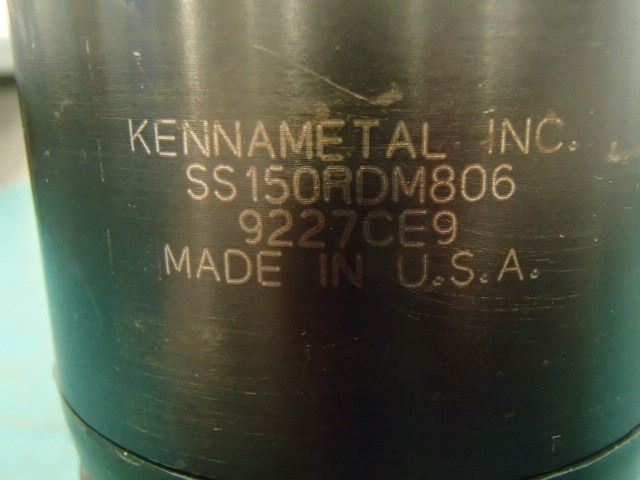 KENNAMETAL INC.
SS150RDM806
9227CE9
MADE IN U.S.A.